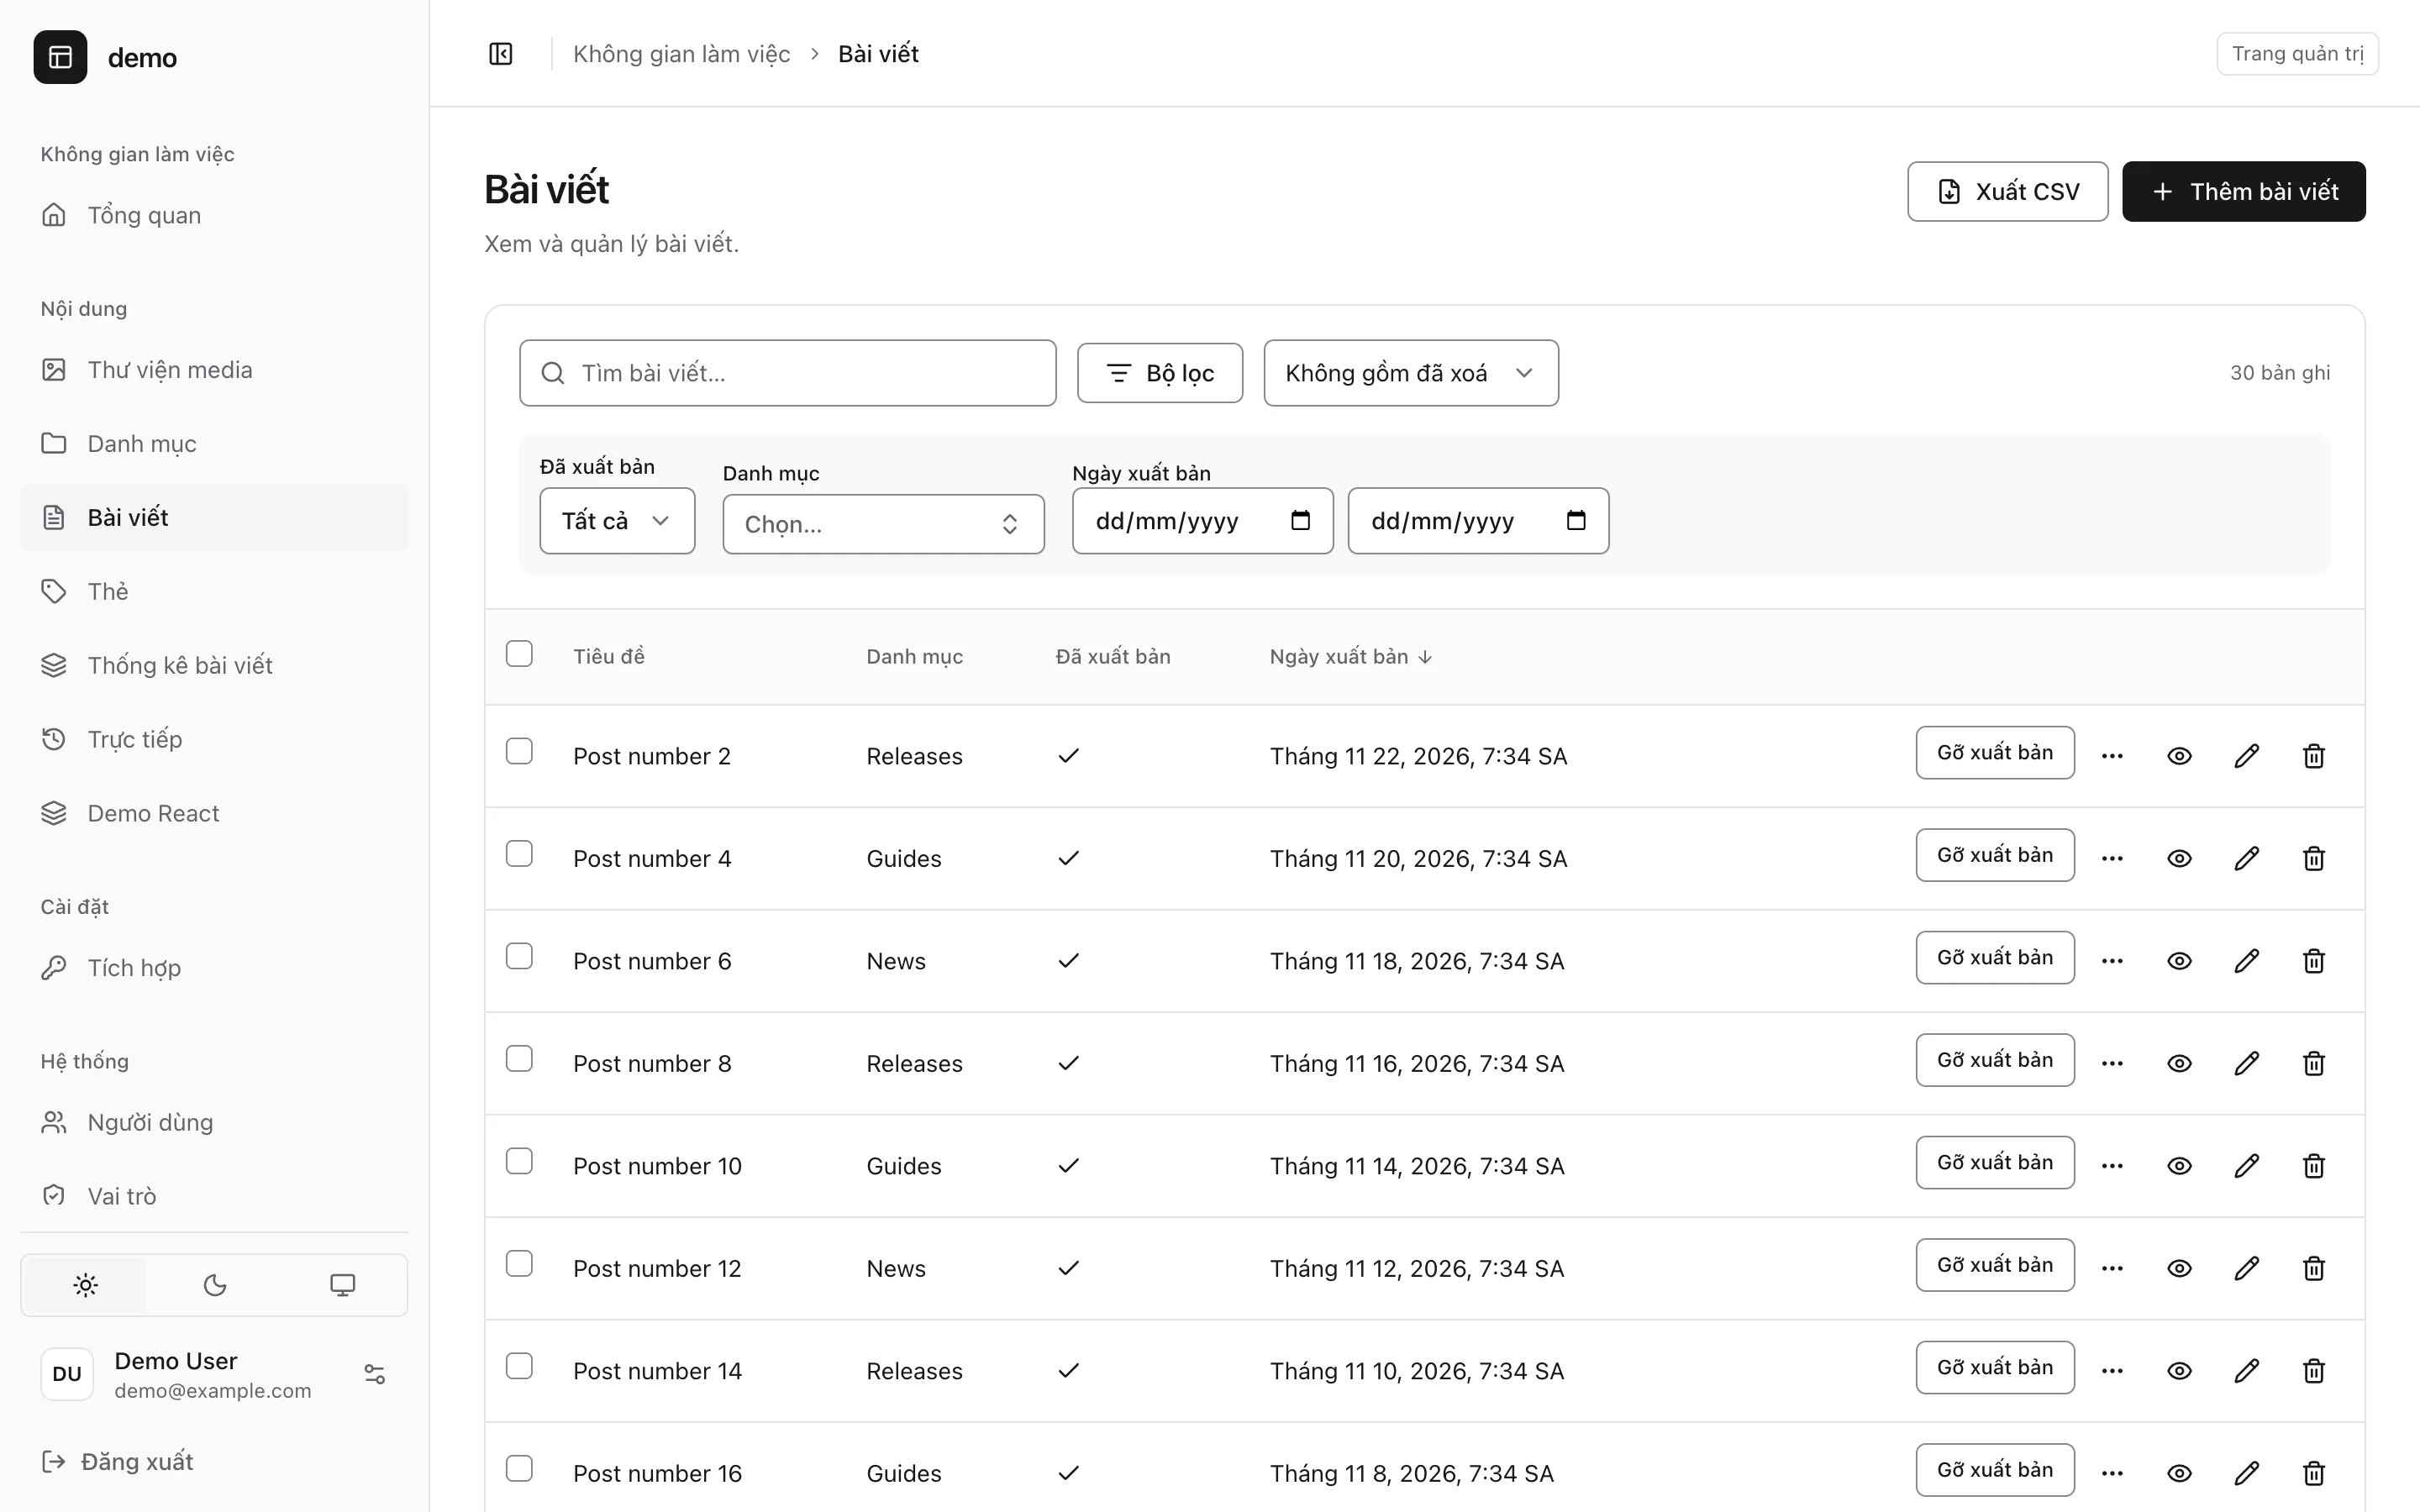 demo
Không gian làm việc
Tổng quan
Nội dung
Thư viện media
Danh mục
Bài viết
Thẻ
Thống kê bài viết
Trực tiếp
Demo React
Cài đặt
Tích hợp
Hệ thống
Người dùng
Vai trò
DU
Demo User
demo@example.com
Đăng xuất
Không gian làm việc > Bài viết
Trang quản trị
Bài viết
Xem và quản lý bài viết.
Xuất CSV
Thêm bài viết
Tìm bài viết...
Bộ lọc
Không gồm đã xoá
30 bản ghi
Đã xuất bản
Tất cả
Danh mục
Chọn...
Ngày xuất bản
dd/mm/yyyy
dd/mm/yyyy
Tiêu đề Danh mục Đã xuất bản Ngày xuất bản ↓
Post number 2 Releases Tháng 11 22, 2026, 7:34 SA Gỡ xuất bản
Post number 4 Guides Tháng 11 20, 2026, 7:34 SA Gỡ xuất bản
Post number 6 News Tháng 11 18, 2026, 7:34 SA Gỡ xuất bản
Post number 8 Releases Tháng 11 16, 2026, 7:34 SA Gỡ xuất bản
Post number 10 Guides Tháng 11 14, 2026, 7:34 SA Gỡ xuất bản
Post number 12 News Tháng 11 12, 2026, 7:34 SA Gỡ xuất bản
Post number 14 Releases Tháng 11 10, 2026, 7:34 SA Gỡ xuất bản
Post number 16 Guides Tháng 11 8, 2026, 7:34 SA Gỡ xuất bản